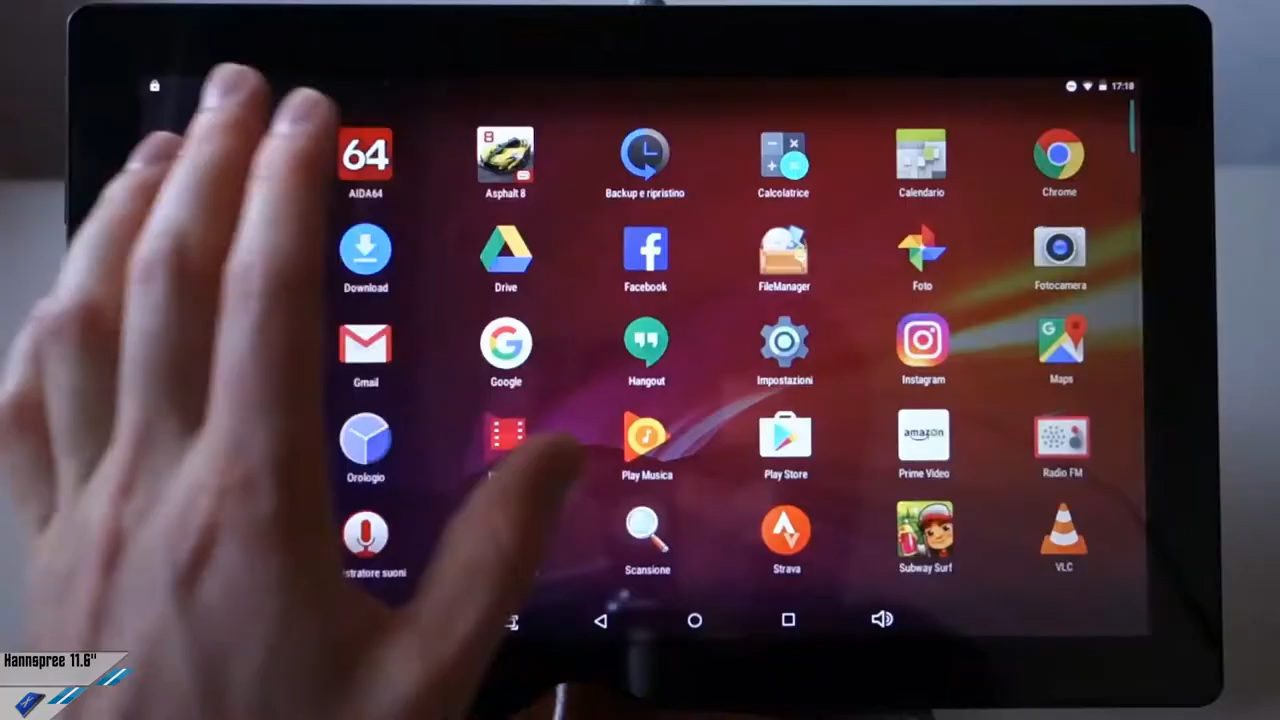 17:18
64
8
AIDA64
Asphalt 8
Backup e ripristino
Calcolatrice
Calendario
Chrome
Download
Drive
Facebook
FileManager
Foto
Fotocamera
G
Gmail
Google
Hangout
Impostazioni
Instagram
Maps
amazon
Orologio
Play Musica
Play Store
Prime Video
Radio FM
stratore suoni
Scansione
Strava
Subway Surf
VLC
Hannspree 11.6"